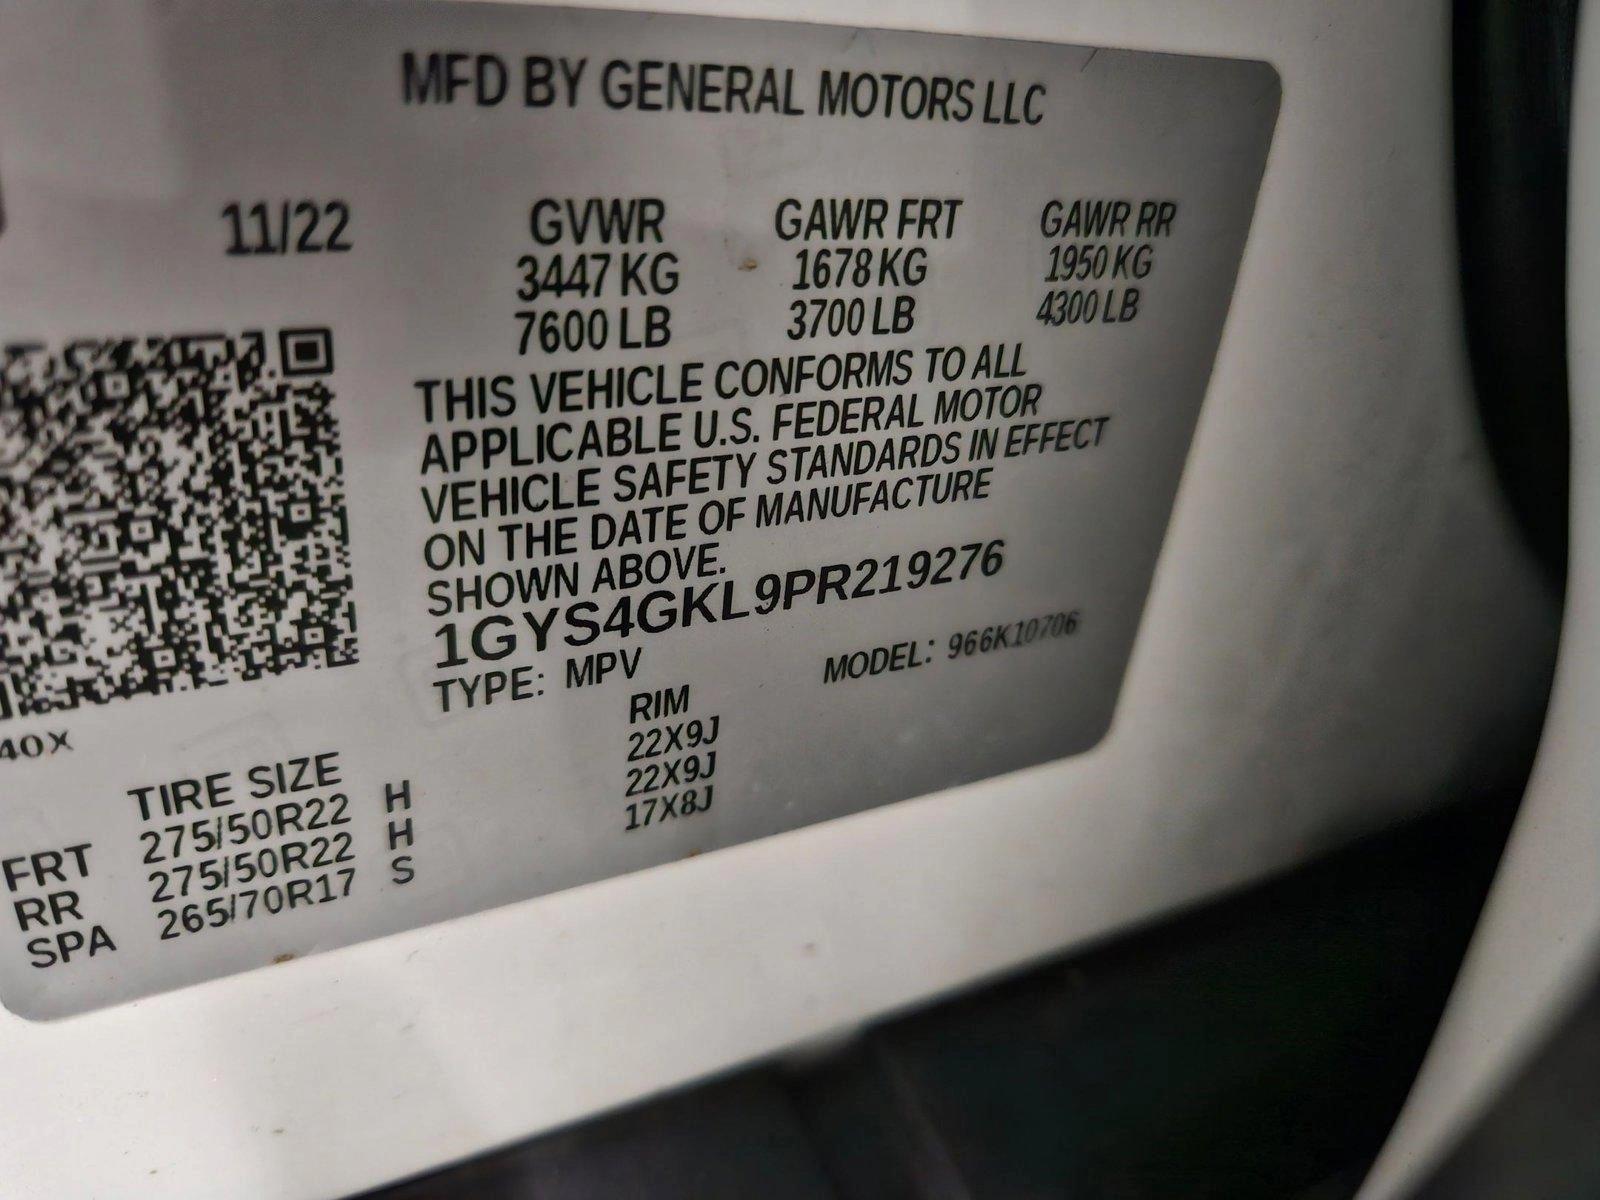 MFD BY GENERAL MOTORS LLC
11/22 GVWR GAWR FRT GAWR RR
3447 KG 1678 KG 1950 KG
7600 LB 3700 LB 4300 LB
THIS VEHICLE CONFORMS TO ALL
APPLICABLE U.S. FEDERAL MOTOR
VEHICLE SAFETY STANDARDS IN EFFECT
ON THE DATE OF MANUFACTURE
SHOWN ABOVE.
1GYS4GKL9PR219276
TYPE: MPV MODEL: 966K10706
40X
TIRE SIZE RIM
FRT 275/50R22 H 22X9J
RR 275/50R22 H 22X9J
SPA 265/70R17 S 17X8J